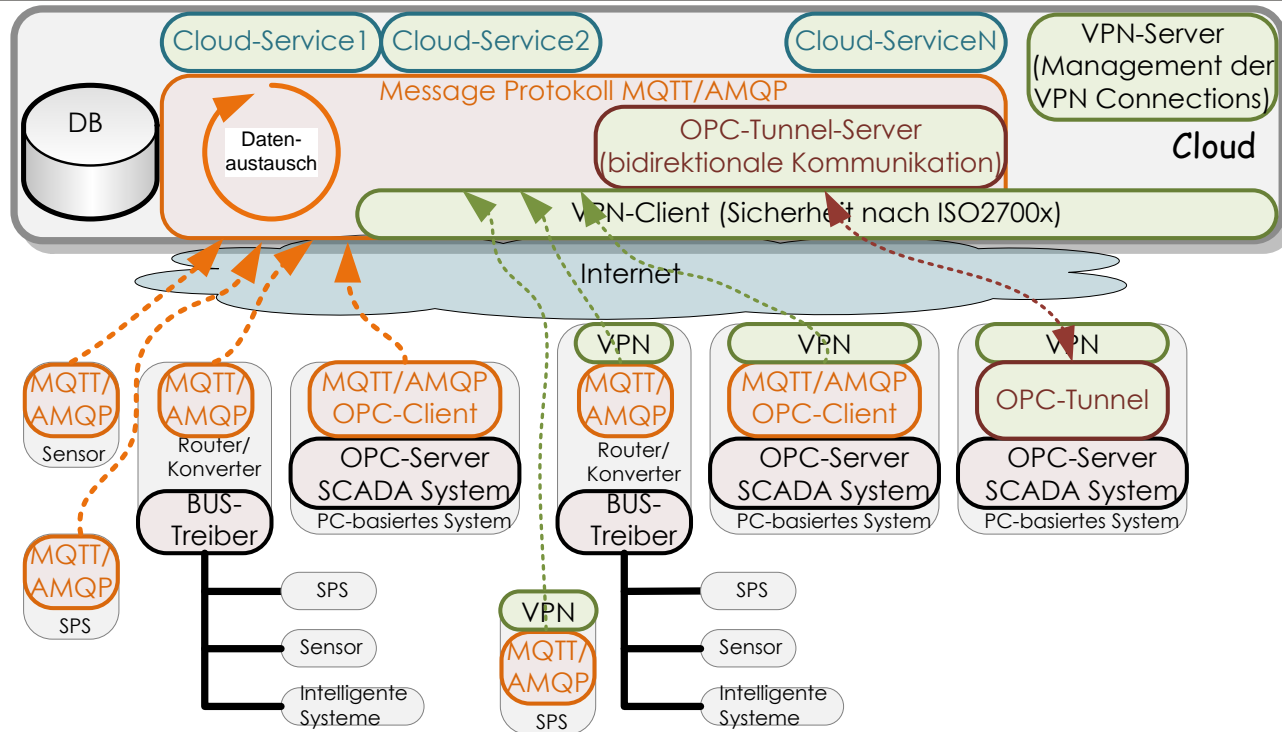 Cloud-Service1
Cloud-Service2
Cloud-ServiceN
VPN-Server
(Management der
VPN Connections)
Message Protokoll MQTT/AMQP
DB
Daten-
austausch
OPC-Tunnel-Server
(bidirektionale Kommunikation)
Cloud
VPN-Client (Sicherheit nach ISO2700x)
Internet
MQTT/
AMQP
Sensor
MQTT/
AMQP
SPS
MQTT/
AMQP
Router/
Konverter
BUS-
Treiber
SPS
Sensor
Intelligente
Systeme
MQTT/AMQP
OPC-Client
OPC-Server
SCADA System
PC-basiertes System
VPN
MQTT/
AMQP
SPS
VPN
MQTT/
AMQP
Router/
Konverter
BUS-
Treiber
SPS
Sensor
Intelligente
Systeme
VPN
MQTT/AMQP
OPC-Client
OPC-Server
SCADA System
PC-basiertes System
VPN
OPC-Tunnel
OPC-Server
SCADA System
PC-basiertes System